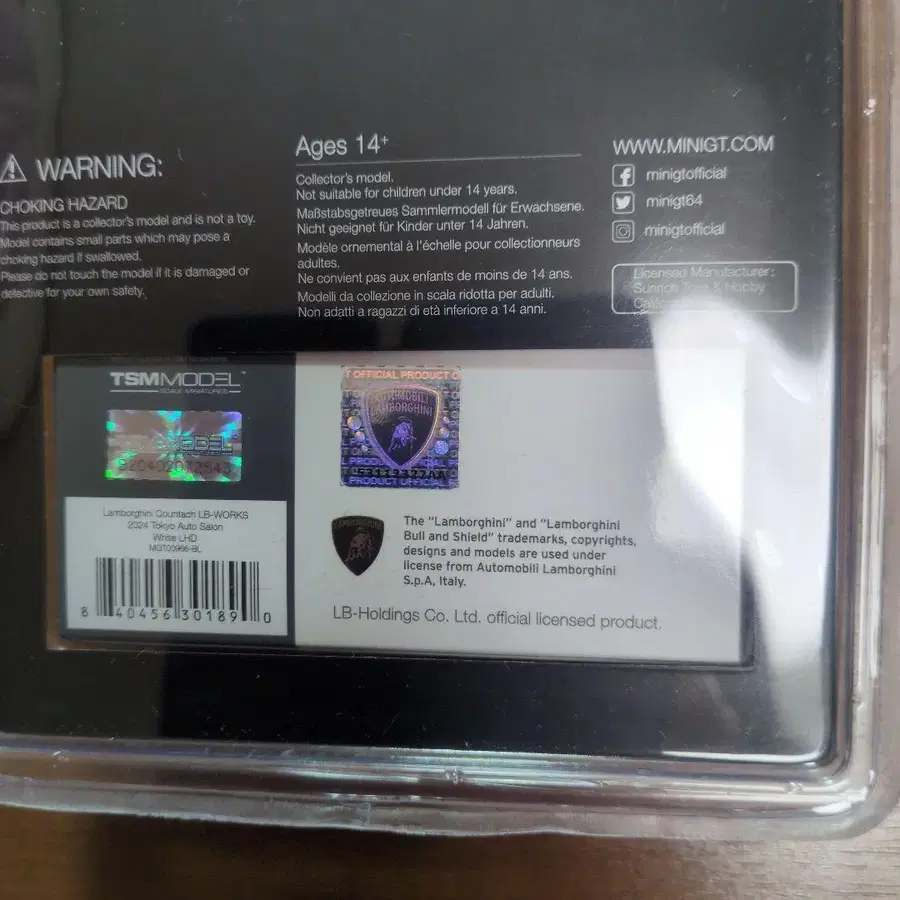 WARNING:
CHOKING HAZARD
This product is a collector's model and is not a toy.
Model contains small parts which may pose a
choking hazard if swallowed.
Please do not touch the model if it is damaged or
defective for your own safety.
Ages 14+
Collector's model.
Not suitable for children under 14 years.
Maßstabsgetreues Sammlermodell für Erwachsene.
Nicht geeignet für Kinder unter 14 Jahren.
Modèle ornemental à l'échelle pour collectionneurs
adultes.
Ne convient pas aux enfants de moins de 14 ans.
Modelli da collezione in scala ridotta per adulti.
Non adatti a ragazzi di età inferiore a 14 anni.
WWW.MINIGT.COM
minigtofficial
minigt64
minigtofficial
Licensed Manufacturer:
Sunrich Toys & Hobby
TSMMODEL
SCALE MINIATURES
Lamborghini Countach LB-WORKS
2024 Tokyo Auto Salon
White LHD
MGT00966-BL
8 40456 30189 0
T OFFICIAL PRODUCT O
AUTOMOBILI
LAMBORGHINI
PRODUCT OFFICIAL
LAMBORGHINI
The "Lamborghini" and "Lamborghini
Bull and Shield" trademarks, copyrights,
designs and models are used under
license from Automobili Lamborghini
S.p.A, Italy.
LB-Holdings Co. Ltd. official licensed product.